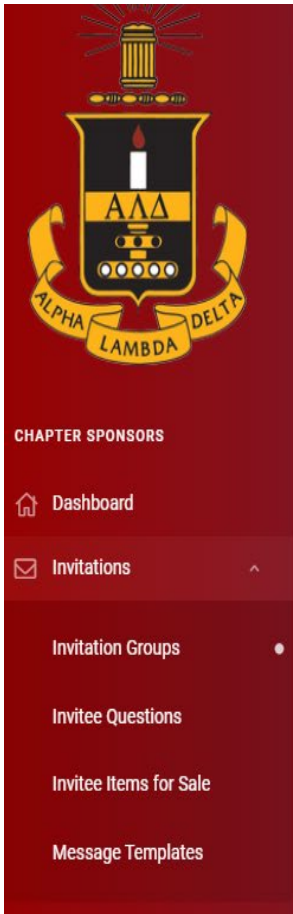 ΑΛΔ
ALPHA
LAMBDA
DELTA
CHAPTER SPONSORS
Dashboard
Invitations
Invitation Groups
Invitee Questions
Invitee Items for Sale
Message Templates